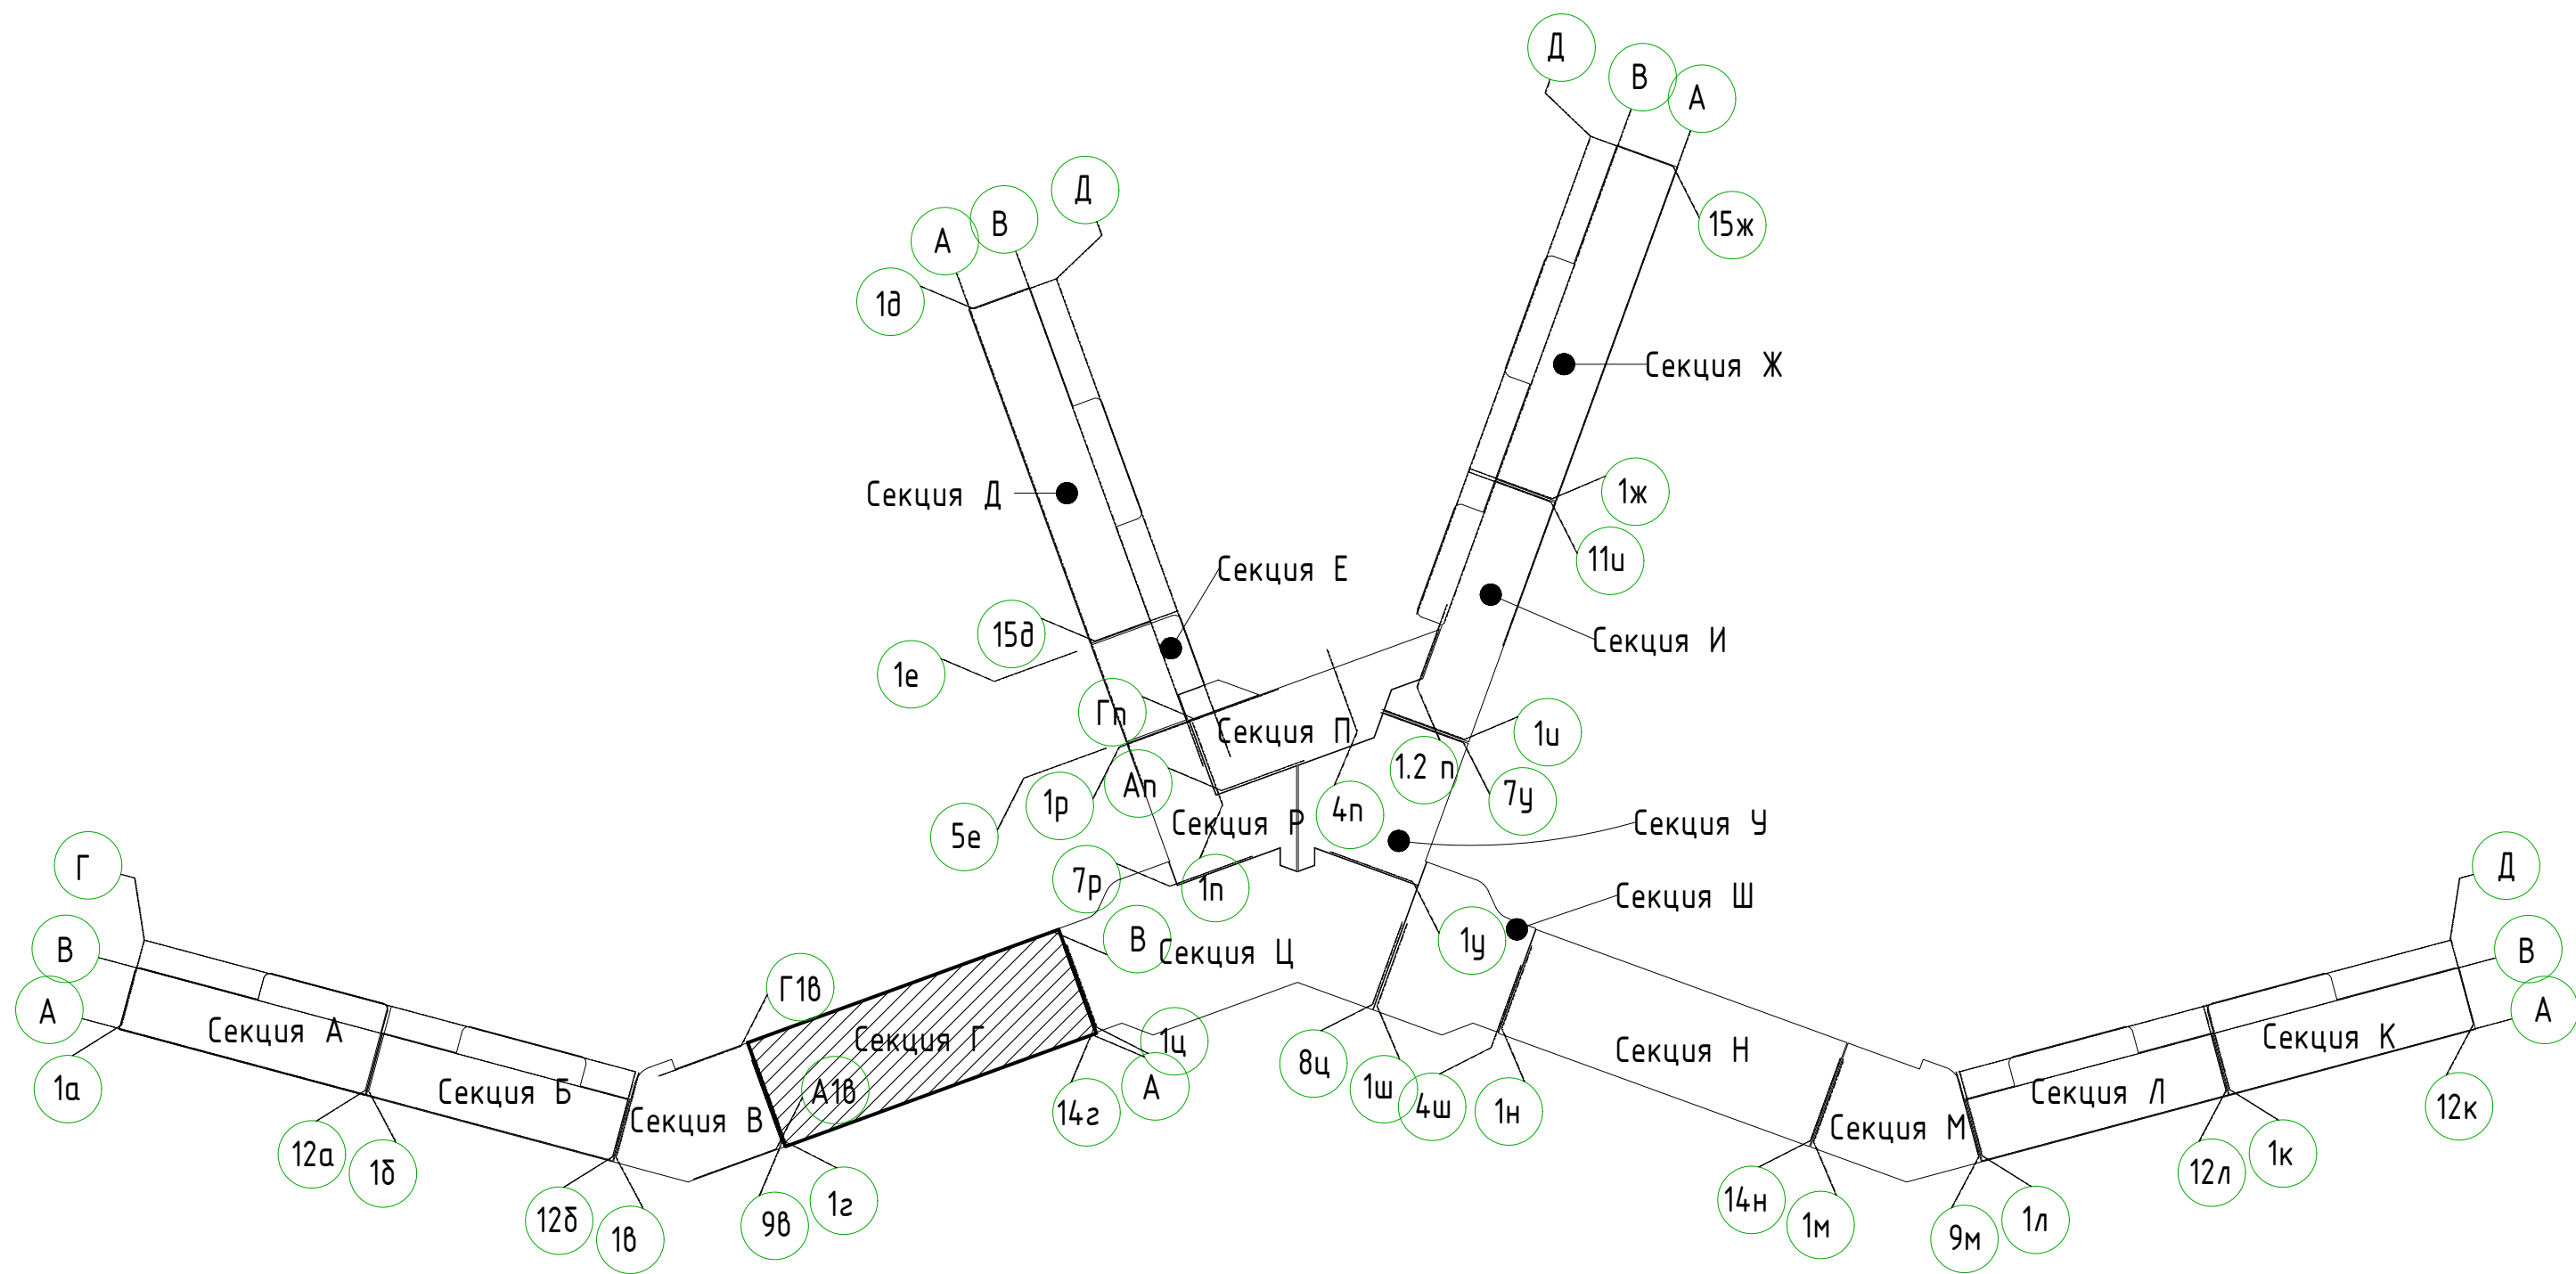 Д
В
А
15ж
Д
В
А
1д
Секция Ж
Секция Д
1ж
11и
Секция Е
15д
Секция И
1е
Гп
Секция П
1и
1.2 п
7у
Ап
1р
4п
5е
Секция Р
Секция У
7р
1п
Секция Ш
Г
В
А
1а
Секция А
12а
1б
Секция Б
12б
1в
Секция В
Г1в
А1в
9в
1г
Секция Г
В
Секция Ц
1ц
А
14г
1у
8ц
1ш
4ш
1н
Секция Н
14н
1м
Секция М
9м
1л
Секция Л
12л
1к
Секция К
12к
Д
В
А